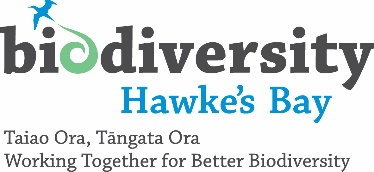 biodiversity
Hawke's Bay
Taiao Ora, Tāngata Ora
Working Together for Better Biodiversity